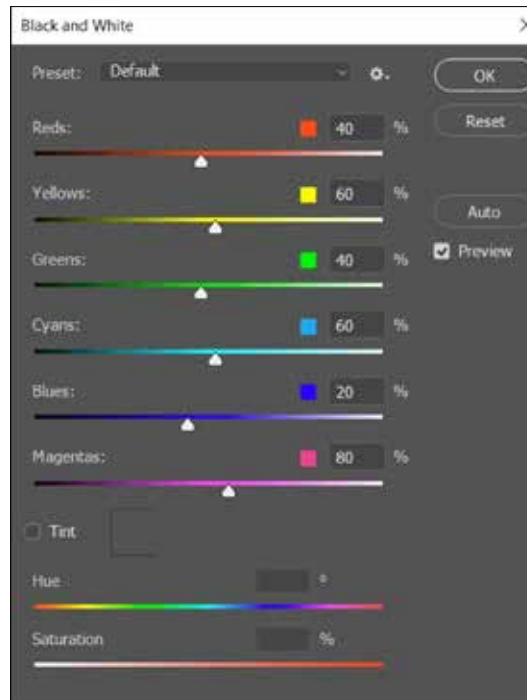 Black and White
Preset: Default
OK
Reds: 40 %
Reset
Yellows: 60 %
Auto
Greens: 40 %
Preview
Cyans: 60 %
Blues: 20 %
Magentas: 80 %
Tint
Hue °
Saturation %